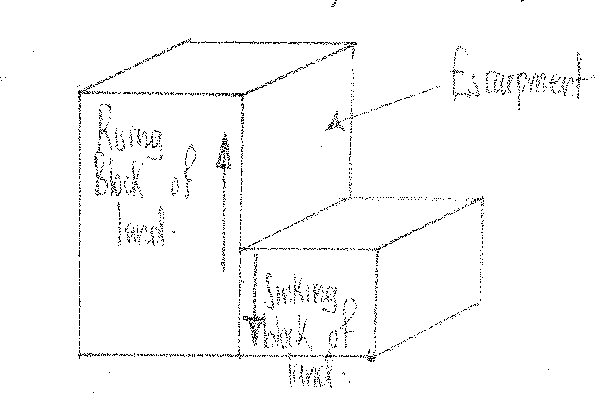 Escarpment
Rising
Block of
land.
Sinking
block of
land.